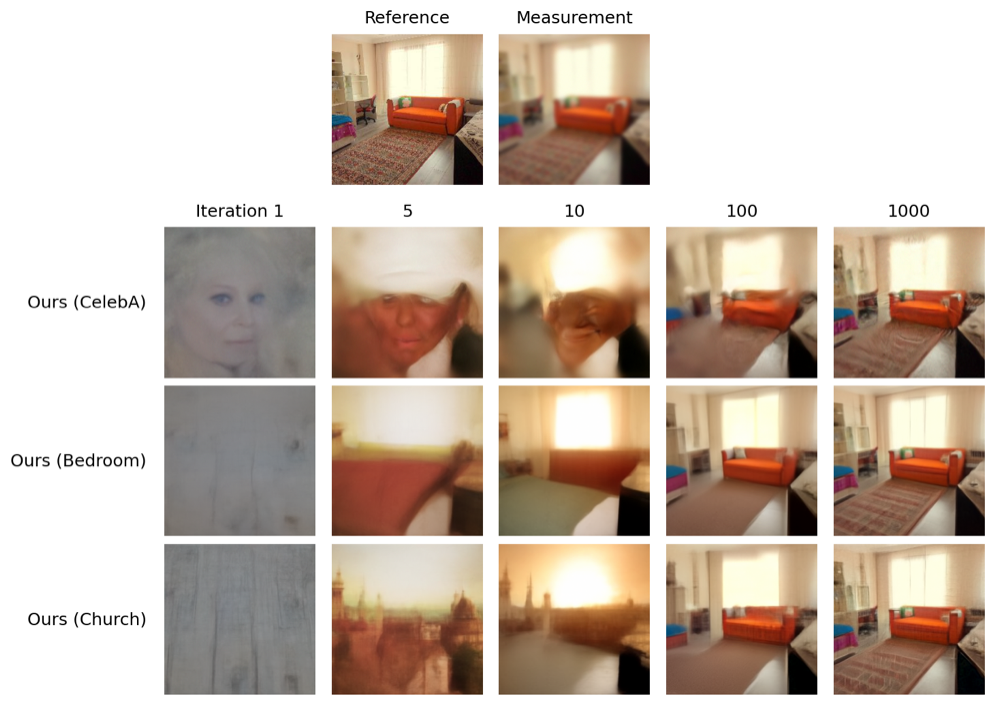 Reference Measurement
Iteration 1 5 10 100 1000
Ours (CelebA)
Ours (Bedroom)
Ours (Church)